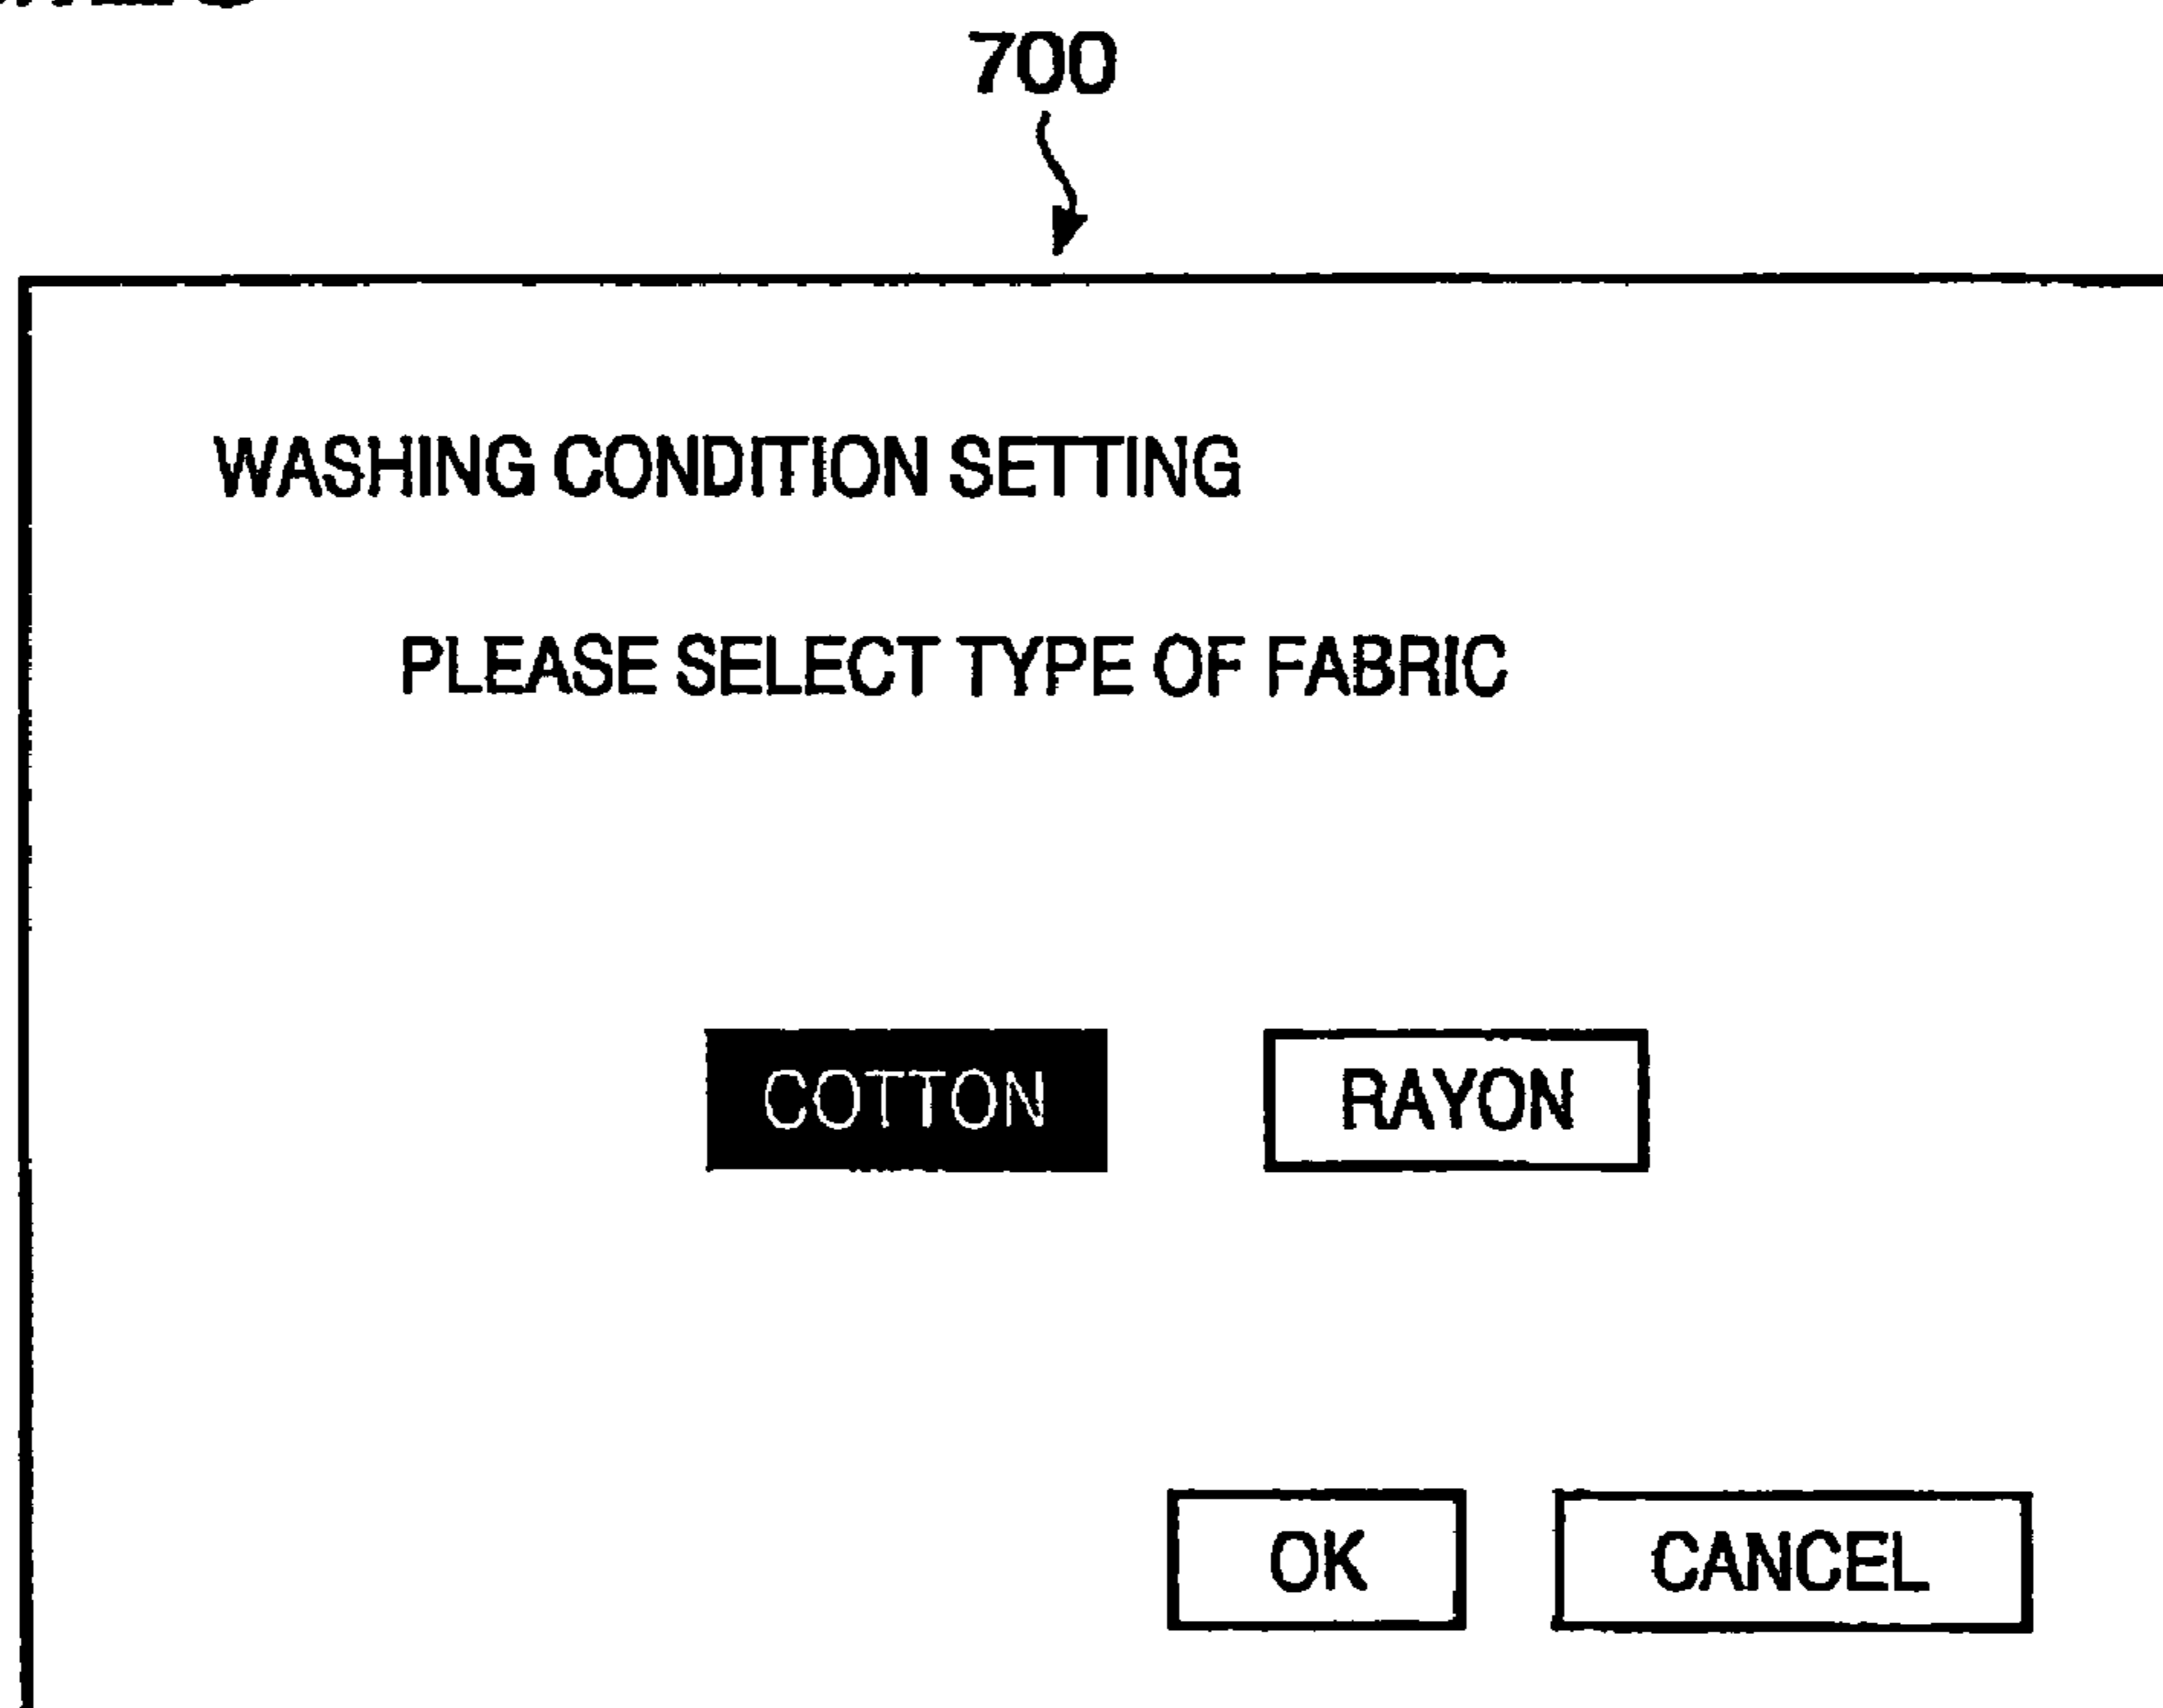 700
WASHING CONDITION SETTING
PLEASE SELECT TYPE OF FABRIC
COTTON RAYON
OK CANCEL